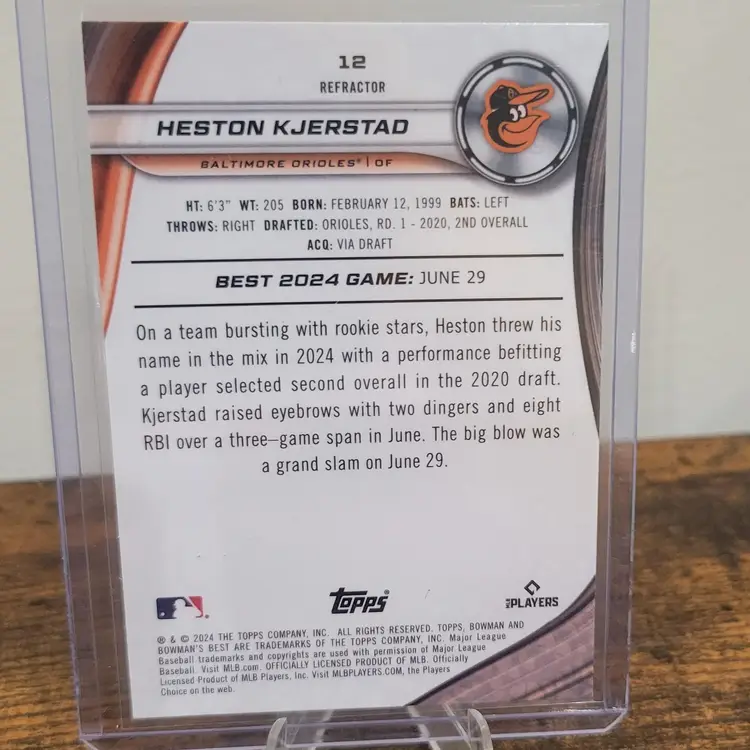 12
REFRACTOR
HESTON KJERSTAD
BALTIMORE ORIOLES® | OF
HT: 6'3" WT: 205 BORN: FEBRUARY 12, 1999 BATS: LEFT
THROWS: RIGHT DRAFTED: ORIOLES, RD. 1 - 2020, 2ND OVERALL
ACQ: VIA DRAFT
BEST 2024 GAME: JUNE 29
On a team bursting with rookie stars, Heston threw his
name in the mix in 2024 with a performance befitting
a player selected second overall in the 2020 draft.
Kjerstad raised eyebrows with two dingers and eight
RBI over a three–game span in June. The big blow was
a grand slam on June 29.
Topps®
PLAYERS
® & © 2024 THE TOPPS COMPANY, INC. ALL RIGHTS RESERVED. TOPPS, BOWMAN AND
BOWMAN'S BEST ARE TRADEMARKS OF THE TOPPS COMPANY, INC. Major League
Baseball trademarks and copyrights are used with permission of Major League
Baseball. Visit MLB.com. OFFICIALLY LICENSED PRODUCT OF MLB. Officially
Licensed Product of MLB Players, Inc. Visit MLBPLAYERS.COM, the Players
Choice on the web.